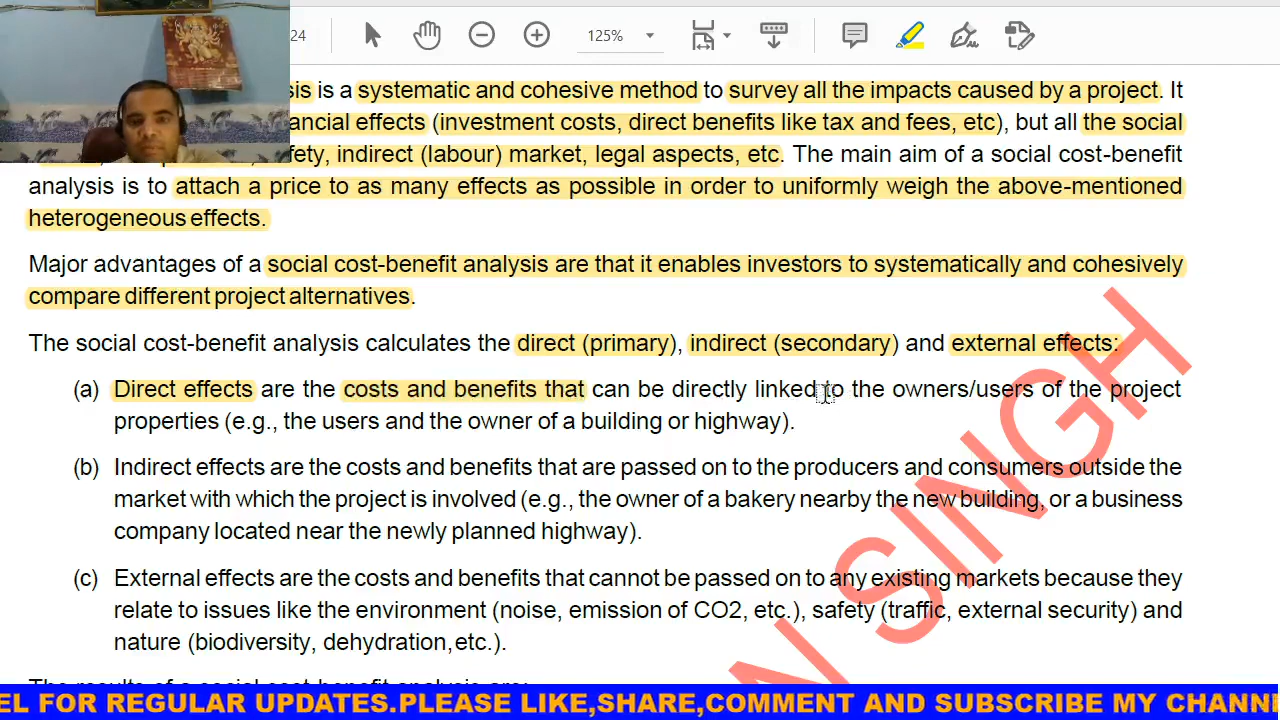 24
125%
is is a systematic and cohesive method to survey all the impacts caused by a project. It
ancial effects (investment costs, direct benefits like tax and fees, etc), but all the social
fety, indirect (labour) market, legal aspects, etc. The main aim of a social cost-benefit
analysis is to attach a price to as many effects as possible in order to uniformly weigh the above-mentioned
heterogeneous effects.
Major advantages of a social cost-benefit analysis are that it enables investors to systematically and cohesively
compare different project alternatives.
The social cost-benefit analysis calculates the direct (primary), indirect (secondary) and external effects:
(a) Direct effects are the costs and benefits that can be directly linked to the owners/users of the project
properties (e.g., the users and the owner of a building or highway).
(b) Indirect effects are the costs and benefits that are passed on to the producers and consumers outside the
market with which the project is involved (e.g., the owner of a bakery nearby the new building, or a business
company located near the newly planned highway).
(c) External effects are the costs and benefits that cannot be passed on to any existing markets because they
relate to issues like the environment (noise, emission of CO2, etc.), safety (traffic, external security) and
nature (biodiversity, dehydration, etc.).
The results of a social cost-benefit analysis are:
N SINGH
EL FOR REGULAR UPDATES.PLEASE LIKE,SHARE,COMMENT AND SUBSCRIBE MY CHANN